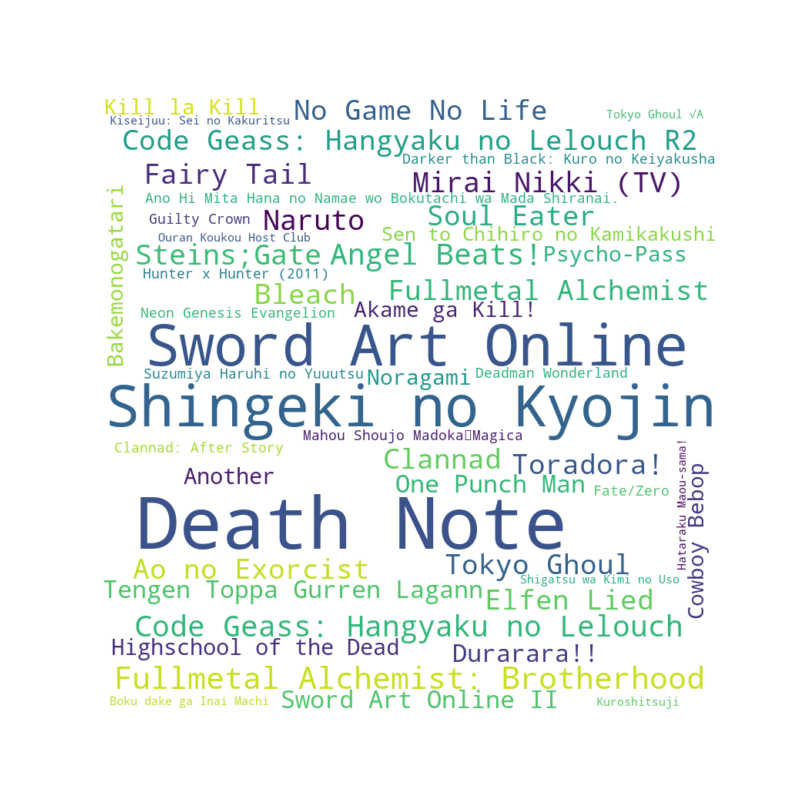 Kill la Kill
No Game No Life
Tokyo Ghoul √A
Kiseijuu: Sei no Kakuritsu
Code Geass: Hangyaku no Lelouch R2
Darker than Black: Kuro no Keiyakusha
Fairy Tail
Mirai Nikki (TV)
Ano Hi Mita Hana no Namae wo Bokutachi wa Mada Shiranai.
Bakemonogatari
Guilty Crown
Naruto
Soul Eater
Ouran Koukou Host Club
Sen to Chihiro no Kamikakushi
Steins;Gate
Angel Beats!
Psycho-Pass
Hunter x Hunter (2011)
Bleach
Fullmetal Alchemist
Neon Genesis Evangelion
Akame ga Kill!
Sword Art Online
Suzumiya Haruhi no Yuuutsu
Noragami
Deadman Wonderland
Shingeki no Kyojin
Mahou Shoujo Madoka▯Magica
Clannad: After Story
Clannad
Toradora!
Hataraku Maou-sama!
Cowboy Bebop
Another
One Punch Man
Fate/Zero
Death Note
Ao no Exorcist
Tokyo Ghoul
Shigatsu wa Kimi no Uso
Tengen Toppa Gurren Lagann
Elfen Lied
Code Geass: Hangyaku no Lelouch
Highschool of the Dead
Durarara!!
Fullmetal Alchemist: Brotherhood
Boku dake ga Inai Machi
Sword Art Online II
Kuroshitsuji